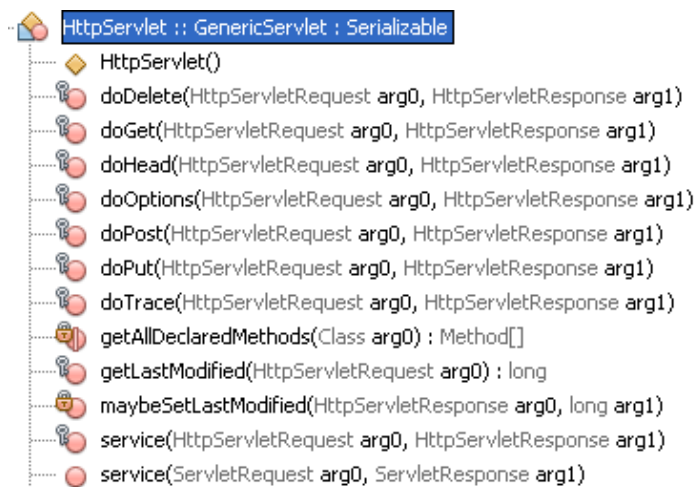 HttpServlet :: GenericServlet : Serializable
HttpServlet()
doDelete(HttpServletRequest arg0, HttpServletResponse arg1)
doGet(HttpServletRequest arg0, HttpServletResponse arg1)
doHead(HttpServletRequest arg0, HttpServletResponse arg1)
doOptions(HttpServletRequest arg0, HttpServletResponse arg1)
doPost(HttpServletRequest arg0, HttpServletResponse arg1)
doPut(HttpServletRequest arg0, HttpServletResponse arg1)
doTrace(HttpServletRequest arg0, HttpServletResponse arg1)
getAllDeclaredMethods(Class arg0) : Method[]
getLastModified(HttpServletRequest arg0) : long
maybeSetLastModified(HttpServletResponse arg0, long arg1)
service(HttpServletRequest arg0, HttpServletResponse arg1)
service(ServletRequest arg0, ServletResponse arg1)